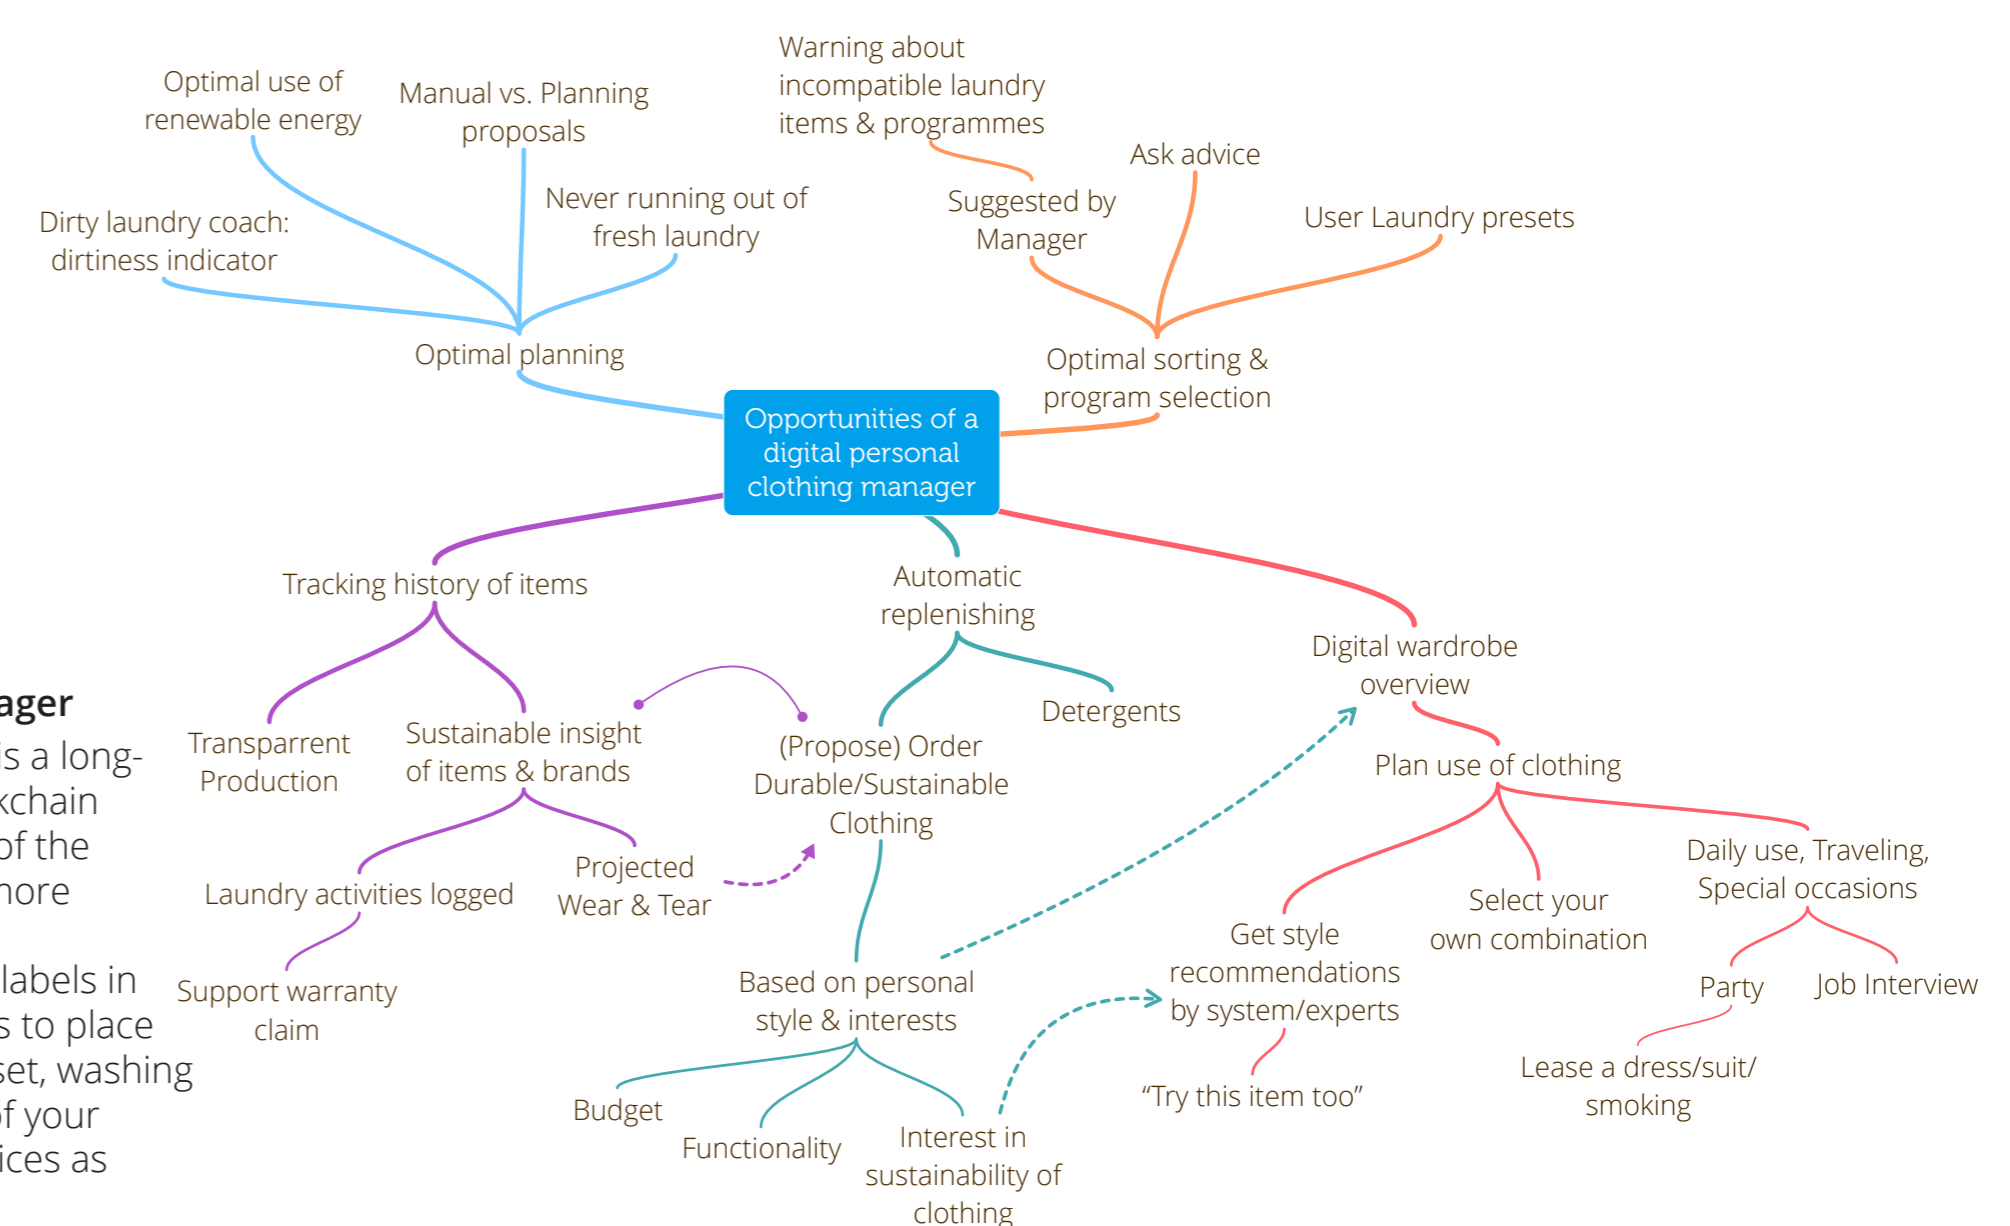 Optimal use of
renewable energy
Manual vs. Planning
proposals
Warning about
incompatible laundry
items & programmes
Ask advice
Dirty laundry coach:
dirtiness indicator
Never running out of
fresh laundry
Suggested by
Manager
User Laundry presets
Optimal planning
Optimal sorting &
program selection
Opportunities of a
digital personal
clothing manager
Tracking history of items
Automatic
replenishing
Digital wardrobe
overview
Transparrent
Production
Sustainable insight
of items & brands
(Propose) Order
Durable/Sustainable
Clothing
Detergents
Plan use of clothing
Laundry activities logged
Projected
Wear & Tear
Get style
recommendations
by system/experts
Select your
own combination
Daily use, Traveling,
Special occasions
Support warranty
claim
Based on personal
style & interests
Party
Job Interview
Budget
Functionality
Interest in
sustainability of
clothing
“Try this item too”
Lease a dress/suit/
smoking
ager
is a long-
kchain
of the
more
labels in
s to place
set, washing
of your
ices as